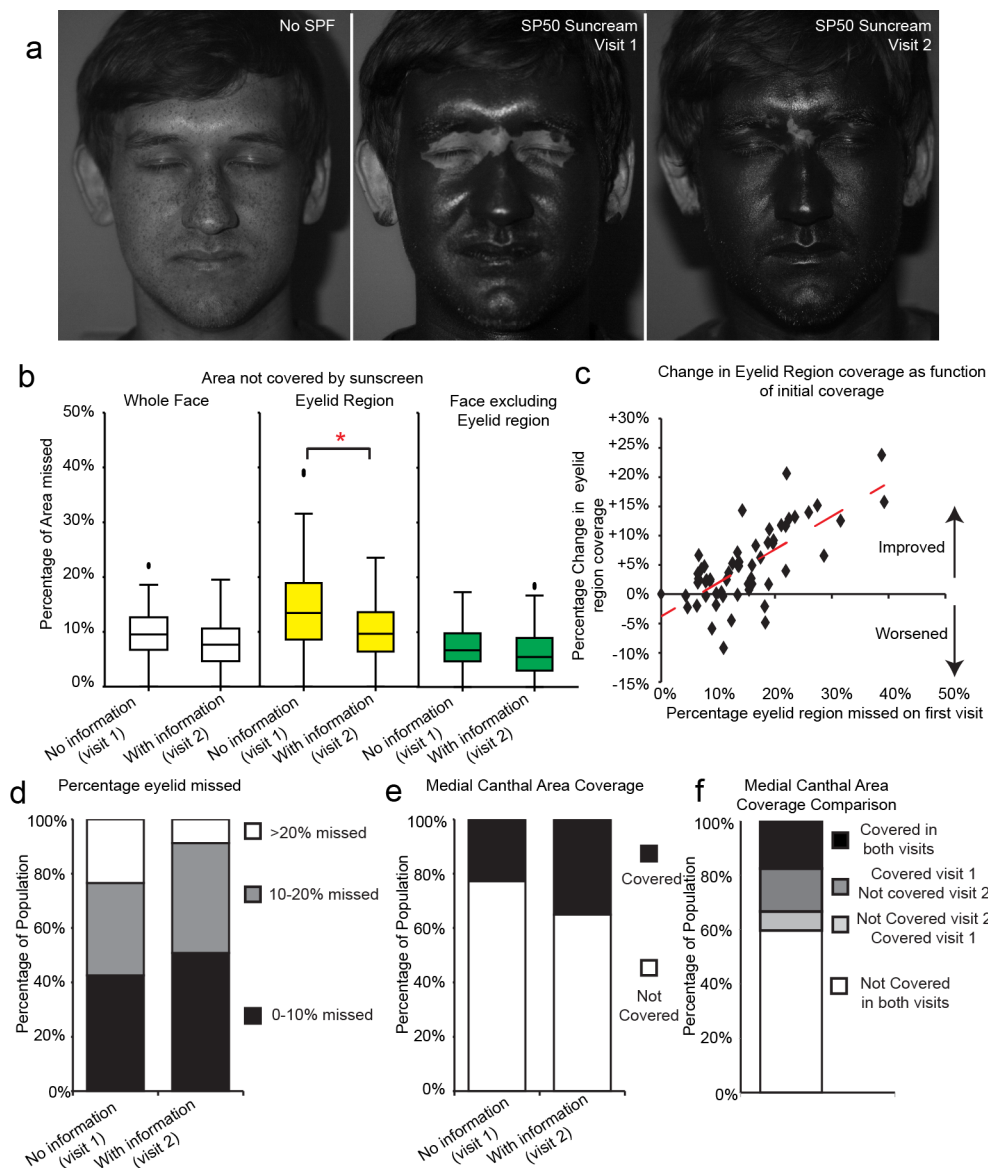 a
No SPF
SP50 Suncream
Visit 1
SP50 Suncream
Visit 2
b
Area not covered by sunscreen
Whole Face
Eyelid Region
Face excluding
Eyelid region
Percentage of Area missed
50%
40%
30%
20%
10%
0%
*
No information
(visit 1)
With information
(visit 2)
No information
(visit 1)
With information
(visit 2)
No information
(visit 1)
With information
(visit 2)
c
Change in Eyelid Region coverage as function
of initial coverage
Percentage Change in eyelid
region coverage
+30%
+25%
+20%
+15%
+10%
+5%
0%
-5%
-10%
-15%
Improved
Worsened
0%
10%
20%
30%
40%
50%
Percentage eyelid region missed on first visit
d
Percentage eyelid missed
Percentage of Population
100%
80%
60%
40%
20%
0%
>20% missed
10-20% missed
0-10% missed
No information
(visit 1)
With information
(visit 2)
e
Medial Canthal Area Coverage
Percentage of Population
100%
80%
60%
40%
20%
0%
Covered
Not
Covered
No information
(visit 1)
With information
(visit 2)
f
Medial Canthal Area
Coverage Comparison
Percentage of Population
100%
80%
60%
40%
20%
0%
Covered in
both visits
Covered visit 1
Not covered visit 2
Not Covered visit 2
Covered visit 1
Not Covered
in both visits